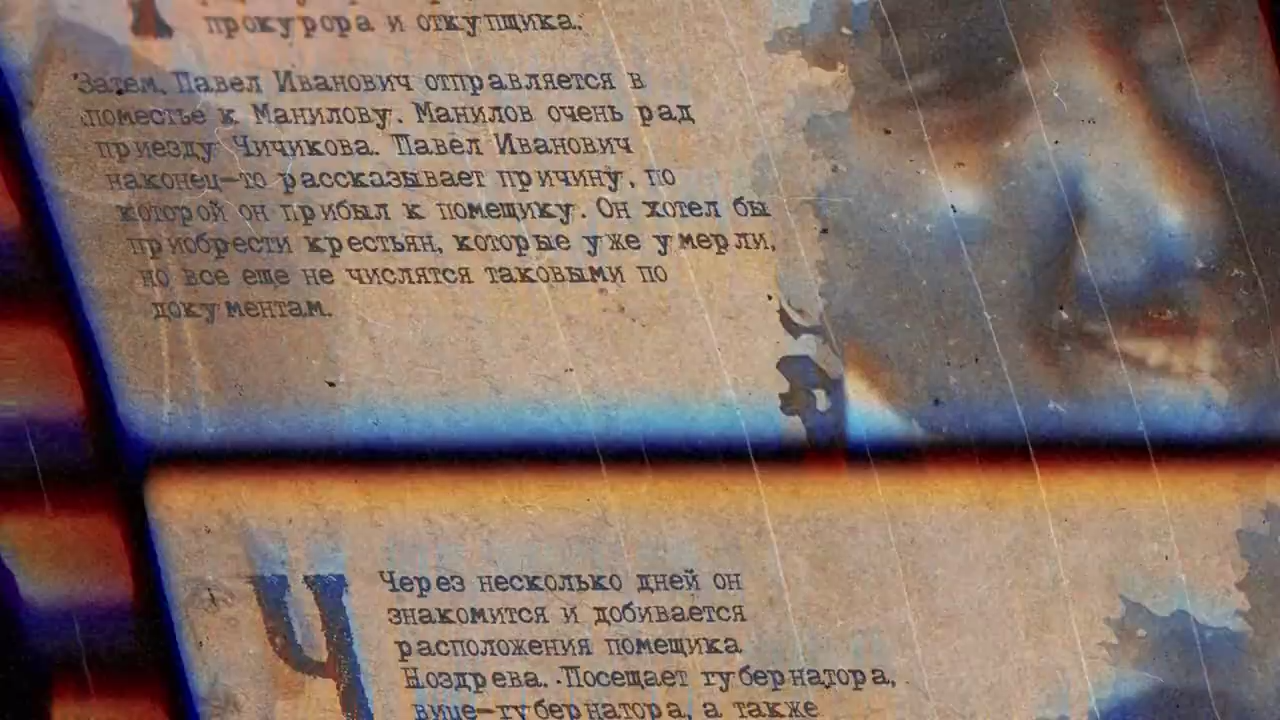 прокурора и откупщика.
Затем, Павел Иванович отправляется в
поместье к Манилову. Манилов очень рад
приезду Чичикова. Павел Иванович
наконец-то рассказывает причину, по
которой он прибыл к помещику. Он хотел бы
приобрести крестьян, которые уже умерли,
но все еще не числятся таковыми по
документам.
Ч
Через несколько дней он
знакомится и добивается
расположения помещика
Ноздрева. Посещает губернатора,
вице-губернатора, а также